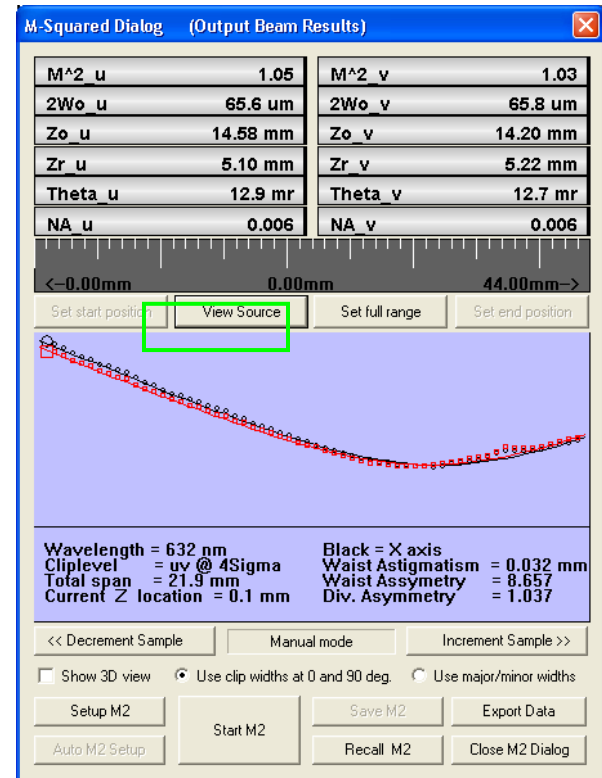 M-Squared Dialog (Output Beam Results)
M^2_u 1.05 M^2_v 1.03
2Wo_u 65.6 um 2Wo_v 65.8 um
Zo_u 14.58 mm Zo_v 14.20 mm
Zr_u 5.10 mm Zr_v 5.22 mm
Theta_u 12.9 mr Theta_v 12.7 mr
NA_u 0.006 NA_v 0.006
<-0.00mm 0.00mm 44.00mm->
Set start position View Source Set full range Set end position
Wavelength = 632 nm Black = X axis
Cliplevel = uv @ 4Sigma Waist Astigmatism = 0.032 mm
Total span = 21.9 mm Waist Assymetry = 8.657
Current Z location = 0.1 mm Div. Asymmetry = 1.037
<< Decrement Sample Manual mode Increment Sample >>
Show 3D view Use clip widths at 0 and 90 deg. Use major/minor widths
Setup M2 Start M2 Save M2 Export Data
Auto M2 Setup Recall M2 Close M2 Dialog